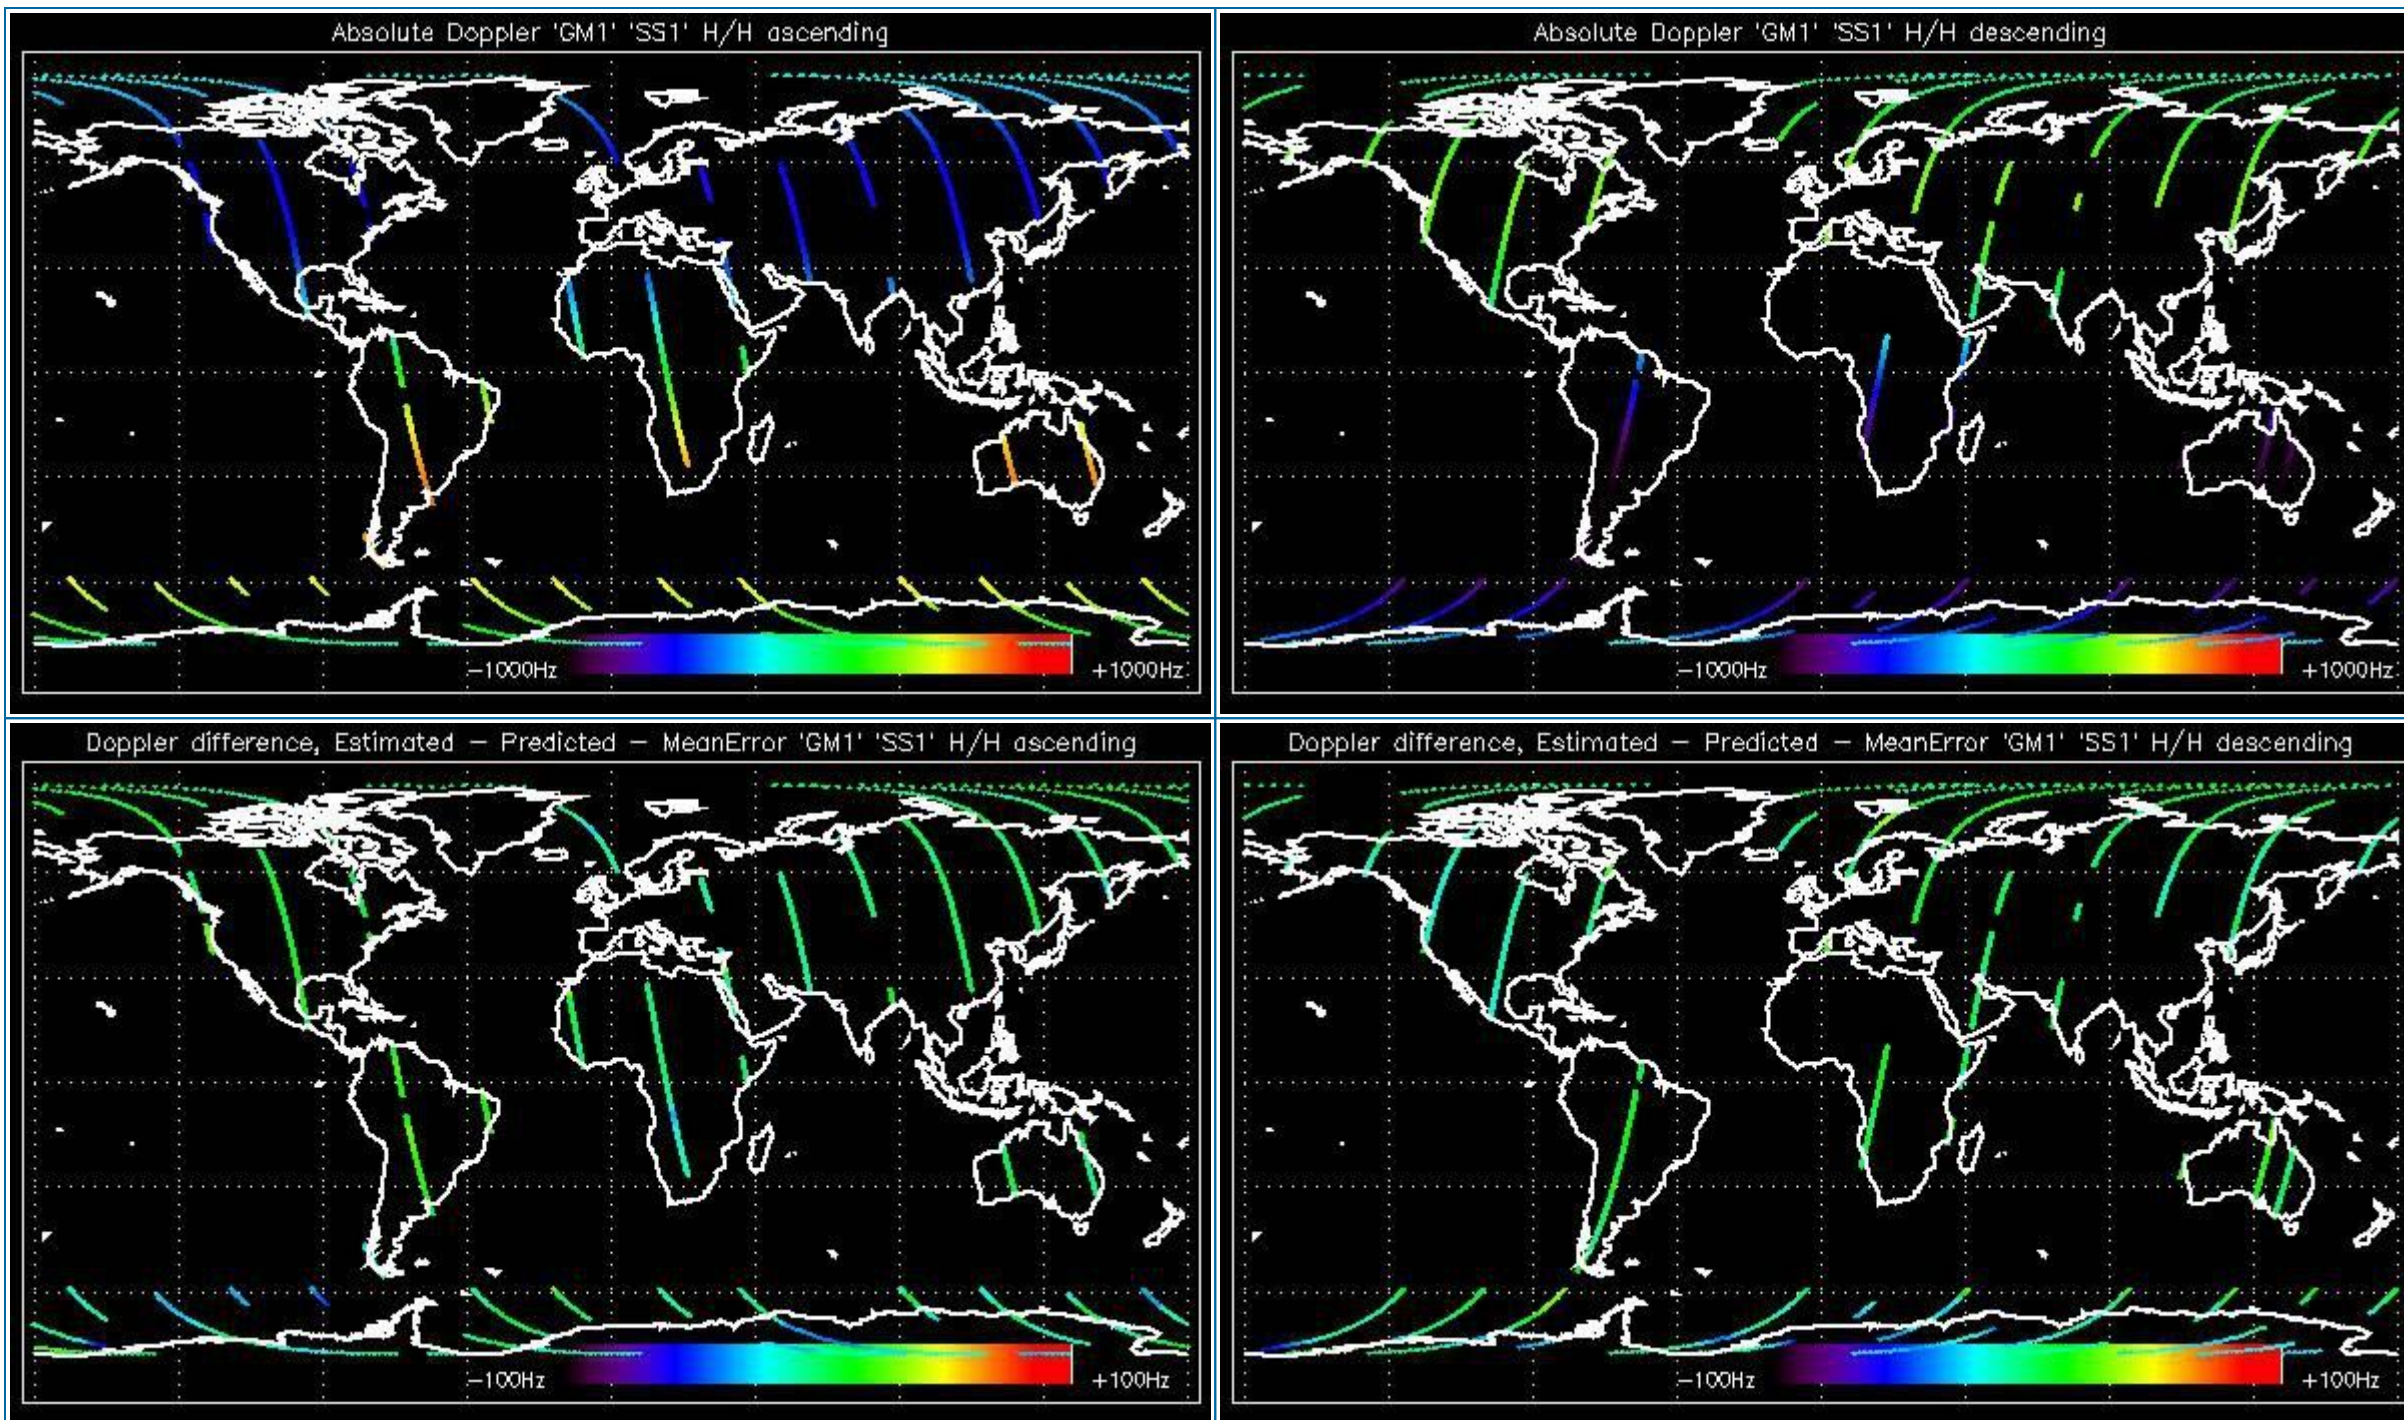 Absolute Doppler 'GM1' 'SS1' H/H ascending
−1000Hz
+1000Hz
Absolute Doppler 'GM1' 'SS1' H/H descending
−1000Hz
+1000Hz
Doppler difference, Estimated − Predicted − MeanError 'GM1' 'SS1' H/H ascending
−100Hz
+100Hz
Doppler difference, Estimated − Predicted − MeanError 'GM1' 'SS1' H/H descending
−100Hz
+100Hz